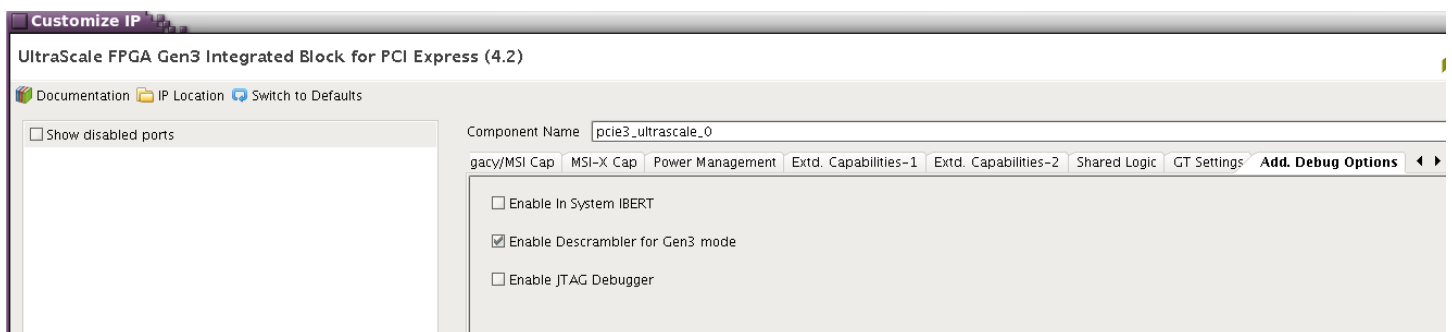 Customize IP
UltraScale FPGA Gen3 Integrated Block for PCI Express (4.2)
Documentation IP Location Switch to Defaults
Show disabled ports
Component Name pcie3_ultrascale_0
gacy/MSI Cap MSI-X Cap Power Management Extd. Capabilities-1 Extd. Capabilities-2 Shared Logic GT Settings Add. Debug Options
Enable In System IBERT
Enable Descrambler for Gen3 mode
Enable JTAG Debugger